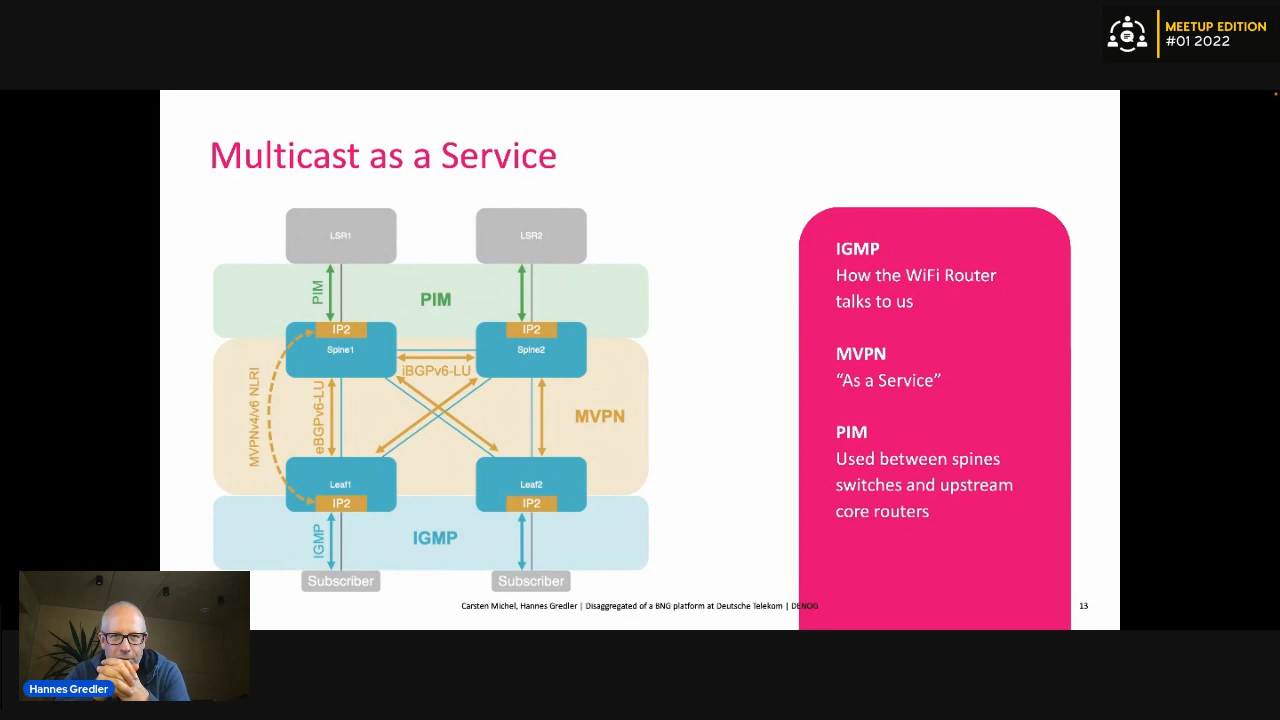 MEETUP EDITION
#01 2022
Multicast as a Service
LSR1
LSR2
PIM
PIM
IP2
IP2
Spine1
Spine2
iBGPv6-LU
MVPNv4/v6 NLRI
eBGPv6-LU
MVPN
Leaf1
Leaf2
IP2
IP2
IGMP
IGMP
Subscriber
Subscriber
IGMP
How the WiFi Router
talks to us
MVPN
“As a Service”
PIM
Used between spines
switches and upstream
core routers
Carsten Michel, Hannes Gredler | Disaggregated of a BNG platform at Deutsche Telekom | DENOG
13
Hannes Gredler